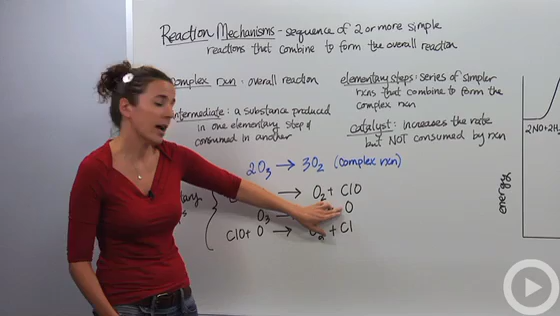 Reaction Mechanisms - sequence of 2 or more simple
reactions that combine to form the overall reaction
complex rxn : overall reaction
elementary steps: series of simpler
rxns that combine to form the
complex rxn
intermediate : a substance produced
in one elementary step &
consumed in another
catalyst: increases the rate
but NOT consumed by rxn
2O₃ → 3O₂ (complex rxn)
→ O₂ + ClO
O₃ → O
ClO + O → + Cl
energy
2NO+2H₂